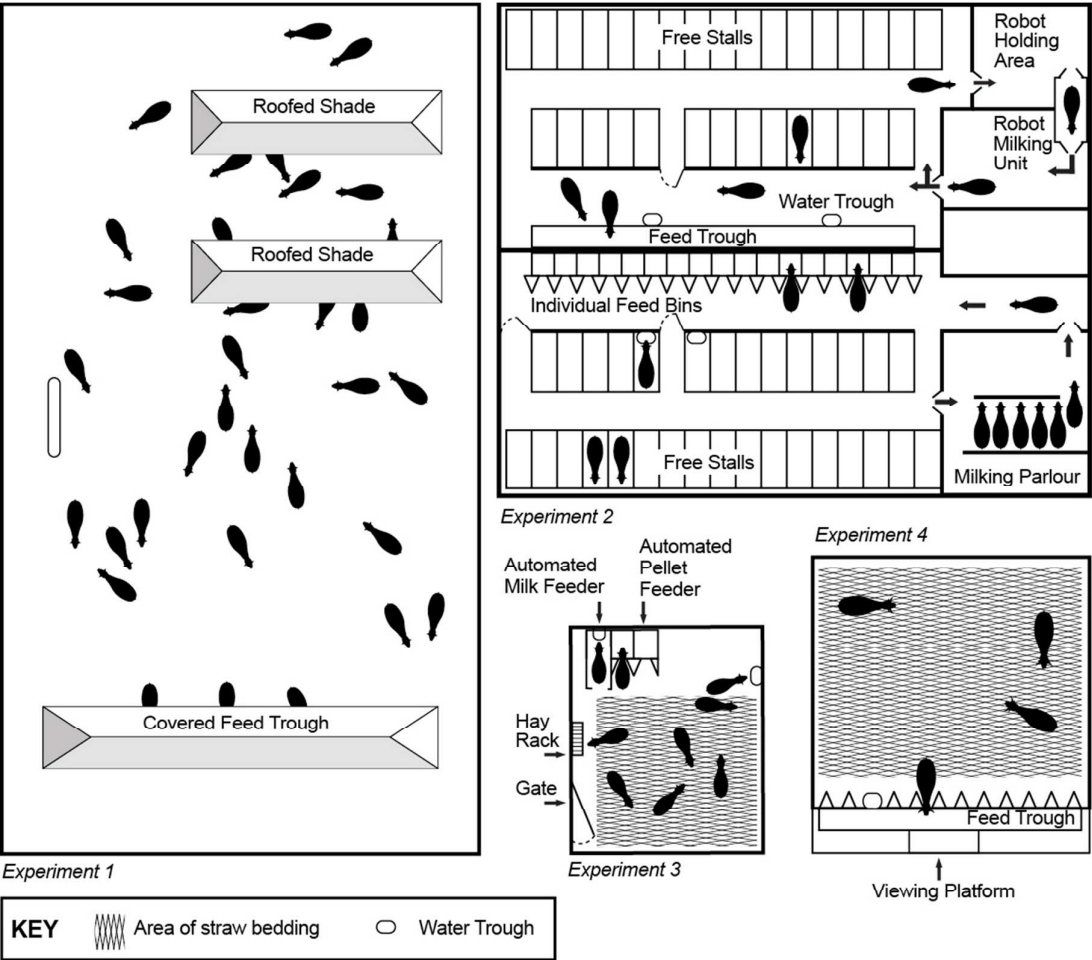 Roofed Shade
Roofed Shade
Covered Feed Trough
Experiment 1
Free Stalls
Robot
Holding
Area
Robot
Milking
Unit
Water Trough
Feed Trough
Individual Feed Bins
Free Stalls
Milking Parlour
Experiment 2
Automated
Milk Feeder
Automated
Pellet
Feeder
Hay
Rack
Gate
Experiment 3
Experiment 4
Feed Trough
Viewing Platform
KEY
Area of straw bedding
Water Trough